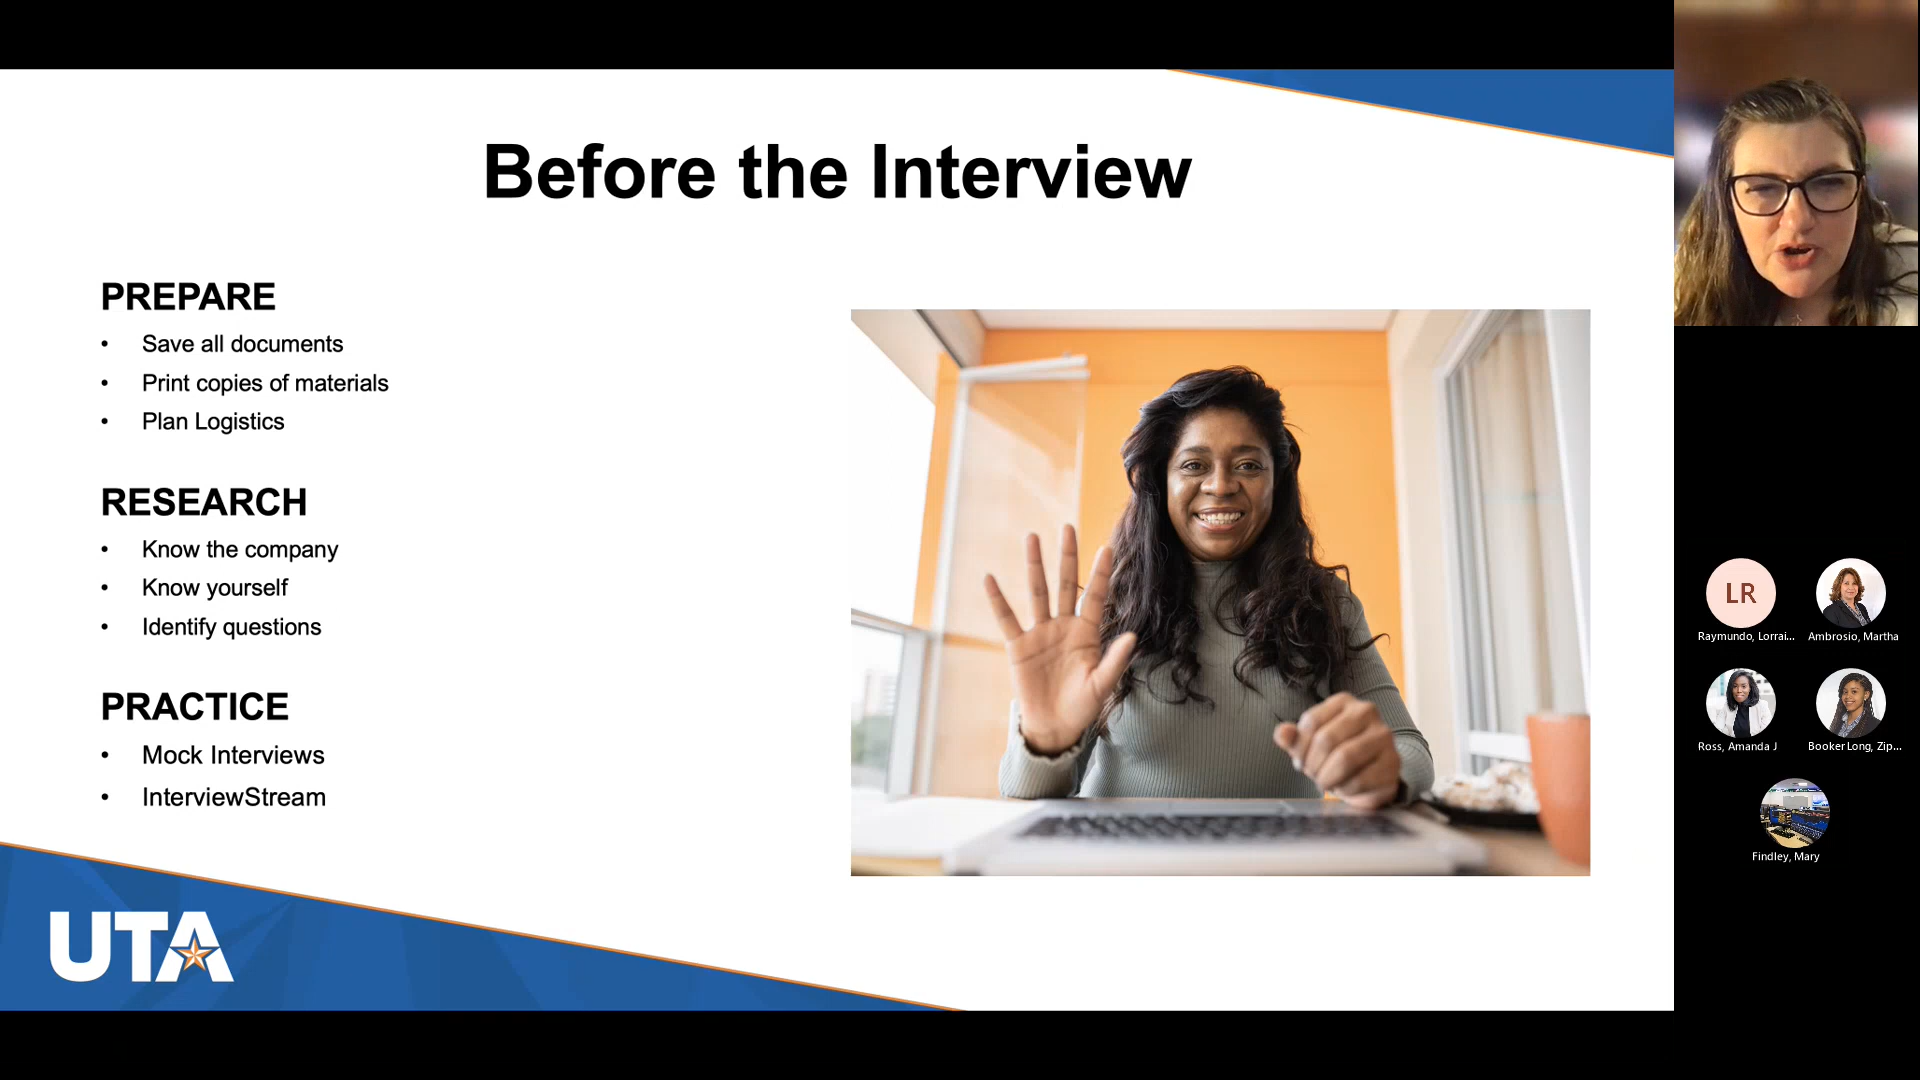 Before the Interview
PREPARE
• Save all documents
• Print copies of materials
• Plan Logistics
RESEARCH
• Know the company
• Know yourself
• Identify questions
PRACTICE
• Mock Interviews
• InterviewStream
UTA
LR
Raymundo, Lorrai...
Ambrosio, Martha
Ross, Amanda J
Booker Long, Zip...
Findley, Mary